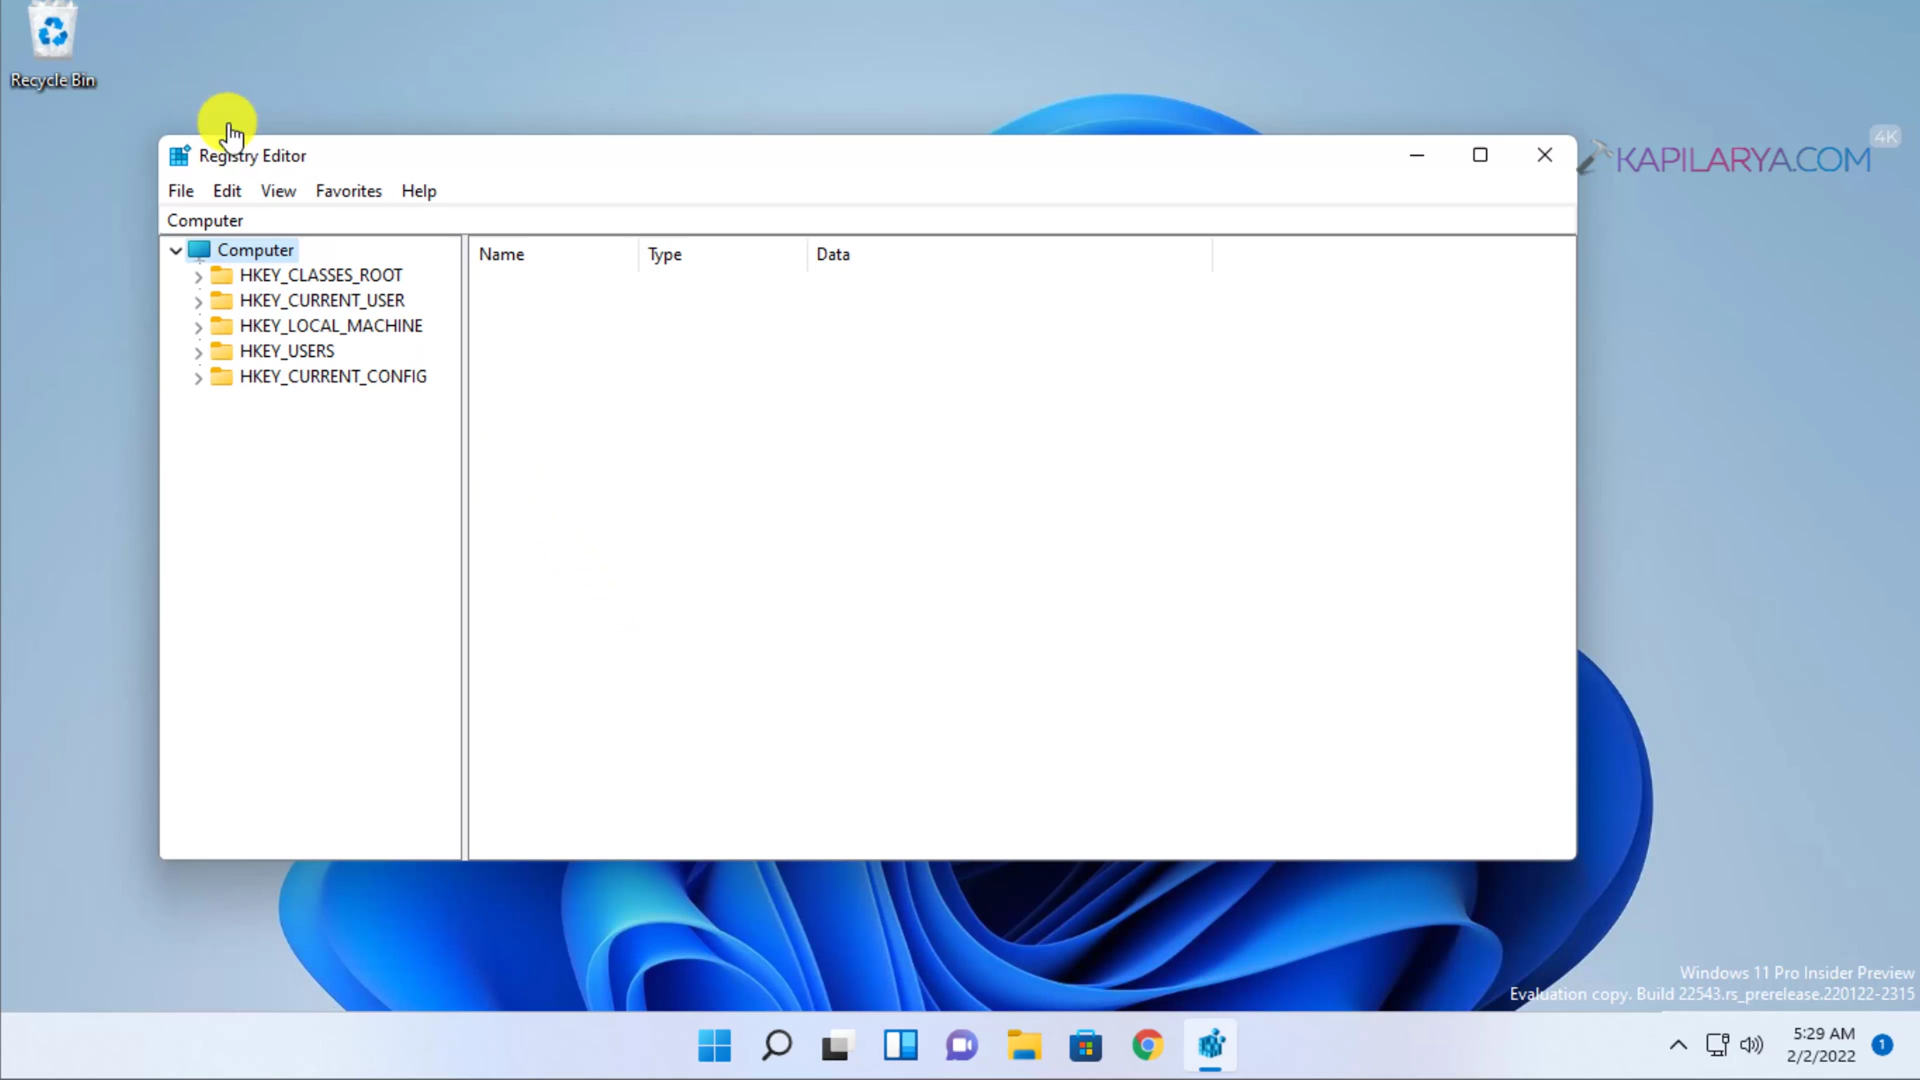 Recycle Bin
4K
KAPILARYA.COM
Registry Editor
File Edit View Favorites Help
Computer
Computer
HKEY_CLASSES_ROOT
HKEY_CURRENT_USER
HKEY_LOCAL_MACHINE
HKEY_USERS
HKEY_CURRENT_CONFIG
Name Type Data
Windows 11 Pro Insider Preview
Evaluation copy. Build 22543.rs_prerelease.220122-2315
5:29 AM
2/2/2022
1